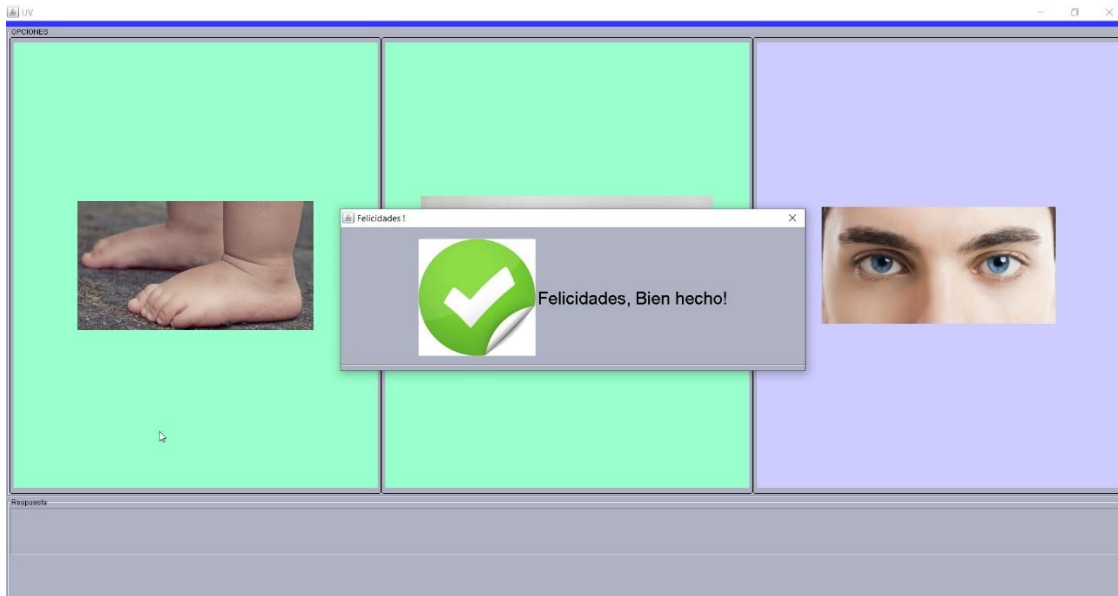 UV
OPCIONES
Felicidades !
Felicidades, Bien hecho!
Respuesta